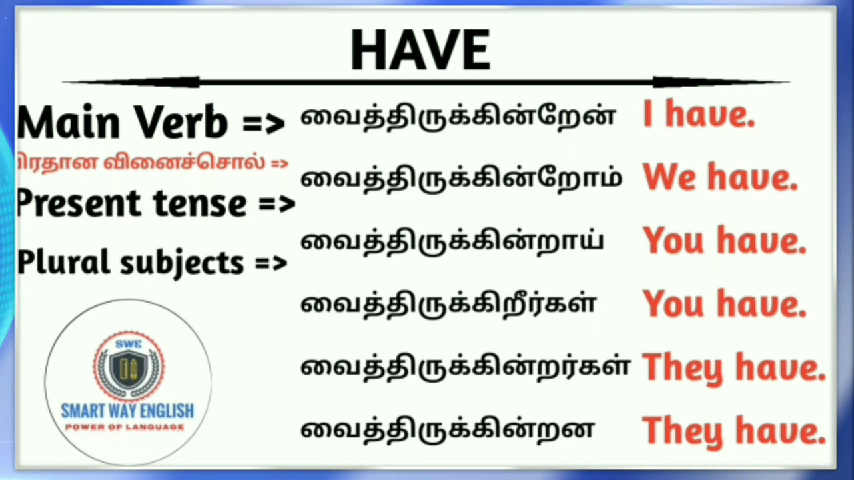 HAVE
Main Verb => வைத்திருக்கின்றேன் I have.
பிரதான வினைச்சொல் =>
வைத்திருக்கின்றோம் We have.
Present tense =>
வைத்திருக்கின்றாய் You have.
Plural subjects =>
வைத்திருக்கிறீர்கள் You have.
வைத்திருக்கின்றர்கள் They have.
வைத்திருக்கின்றன They have.
SWE
SMART WAY ENGLISH
POWER OF LANGUAGE